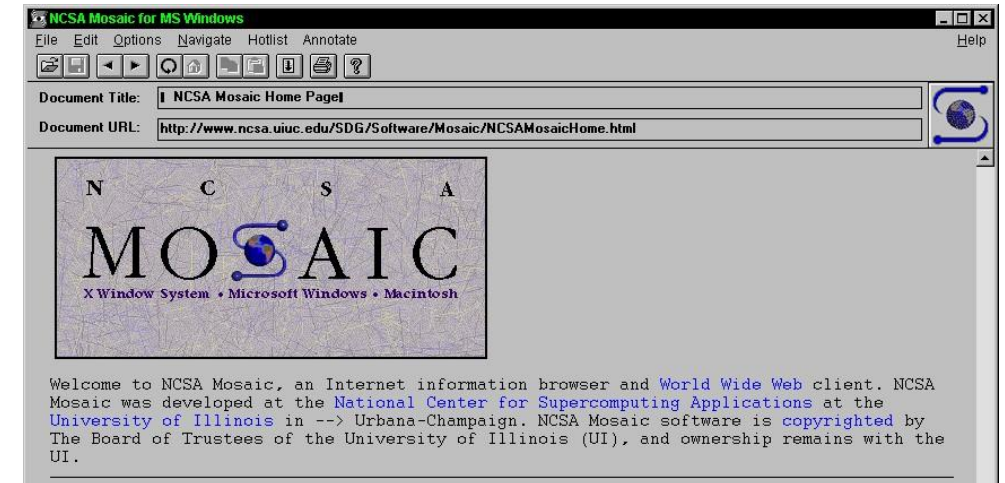 NCSA Mosaic for MS Windows
File Edit Options Navigate Hotlist Annotate Help
Document Title: NCSA Mosaic Home Page
Document URL: http://www.ncsa.uiuc.edu/SDG/Software/Mosaic/NCSAMosaicHome.html
N C S A
MOSAIC
X Window System • Microsoft Windows • Macintosh
Welcome to NCSA Mosaic, an Internet information browser and World Wide Web client. NCSA
Mosaic was developed at the National Center for Supercomputing Applications at the
University of Illinois in --> Urbana-Champaign. NCSA Mosaic software is copyrighted by
The Board of Trustees of the University of Illinois (UI), and ownership remains with the
UI.